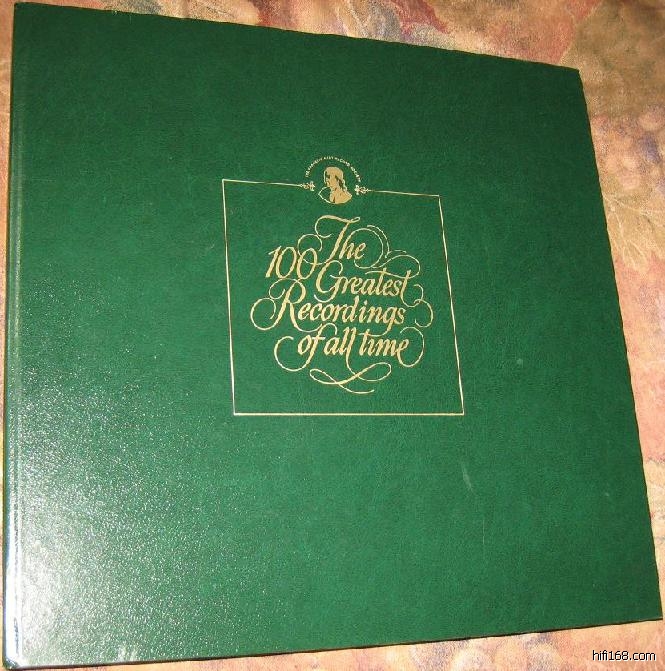 The
100 Greatest
Recordings
of all time
hifi168.com